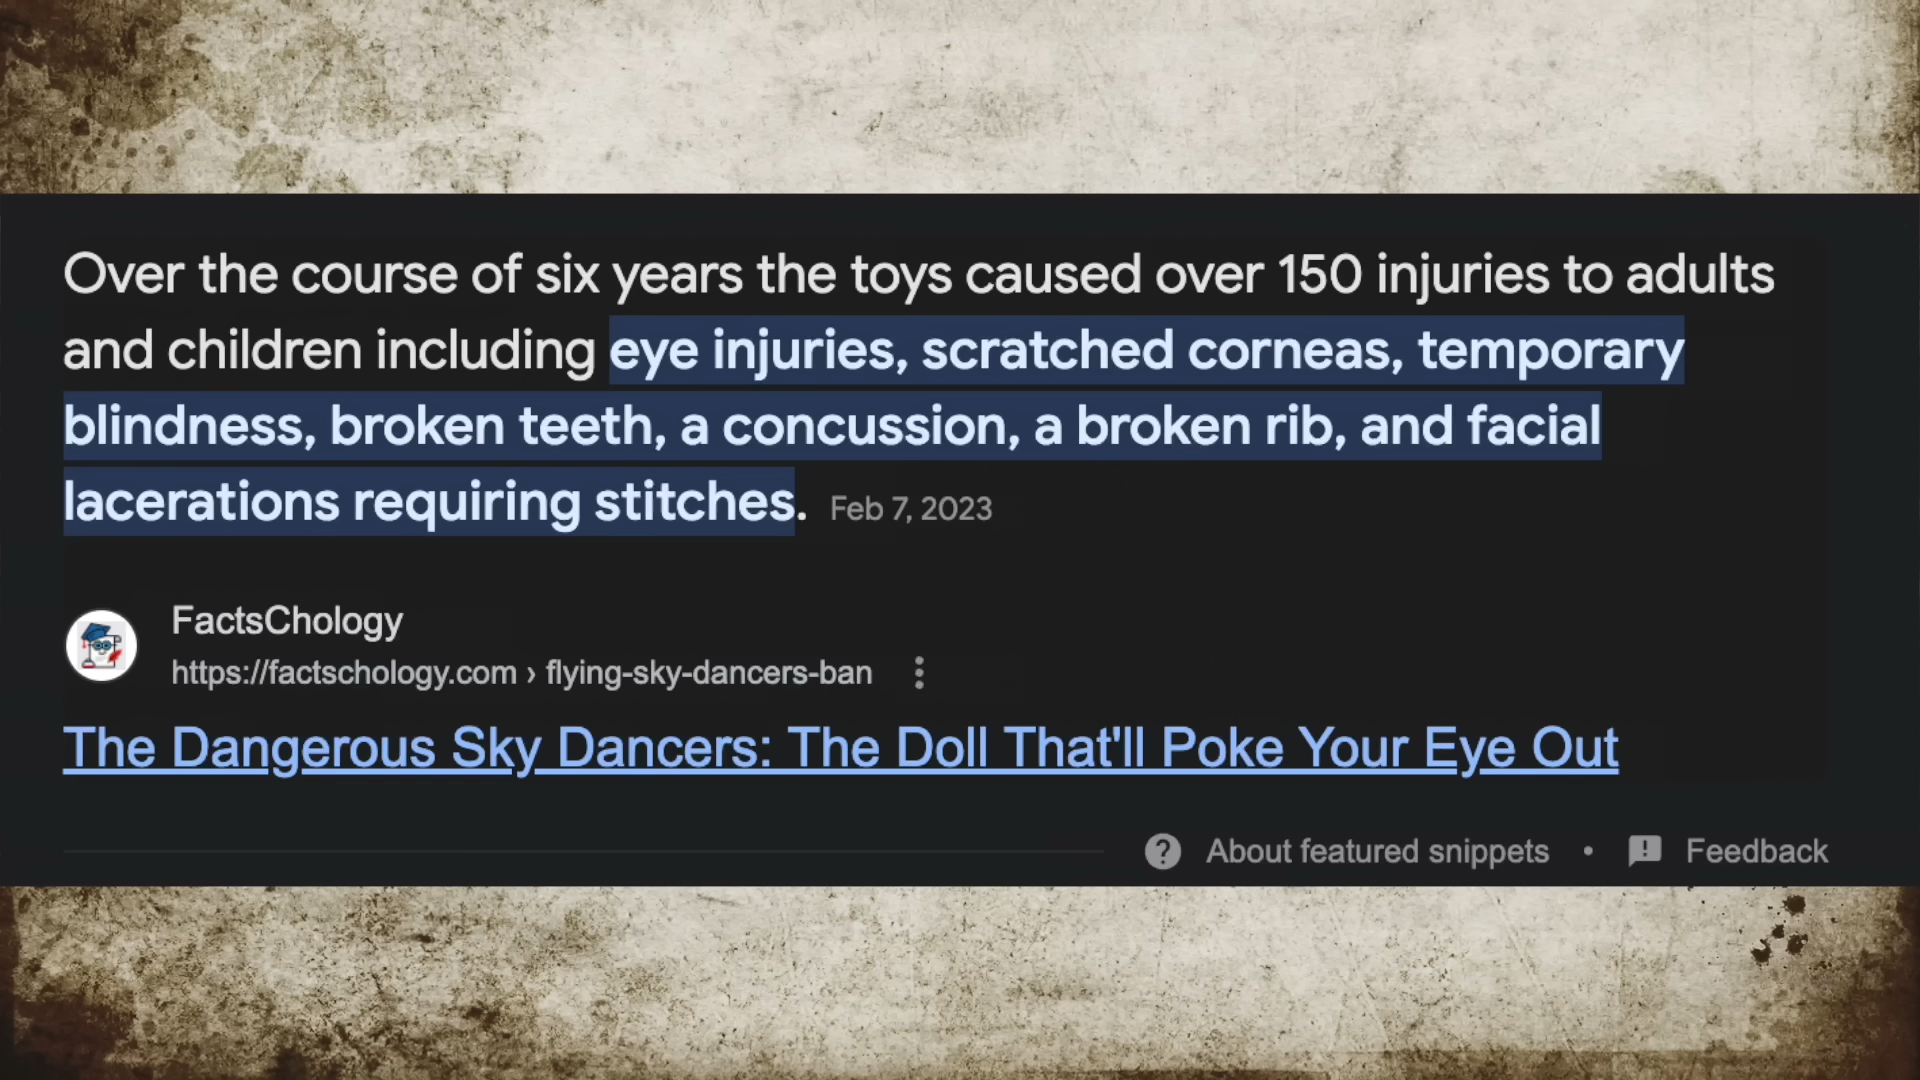 Over the course of six years the toys caused over 150 injuries to adults
and children including eye injuries, scratched corneas, temporary
blindness, broken teeth, a concussion, a broken rib, and facial
lacerations requiring stitches. Feb 7, 2023
FactsChology
https://factschology.com › flying-sky-dancers-ban
The Dangerous Sky Dancers: The Doll That'll Poke Your Eye Out
About featured snippets • Feedback